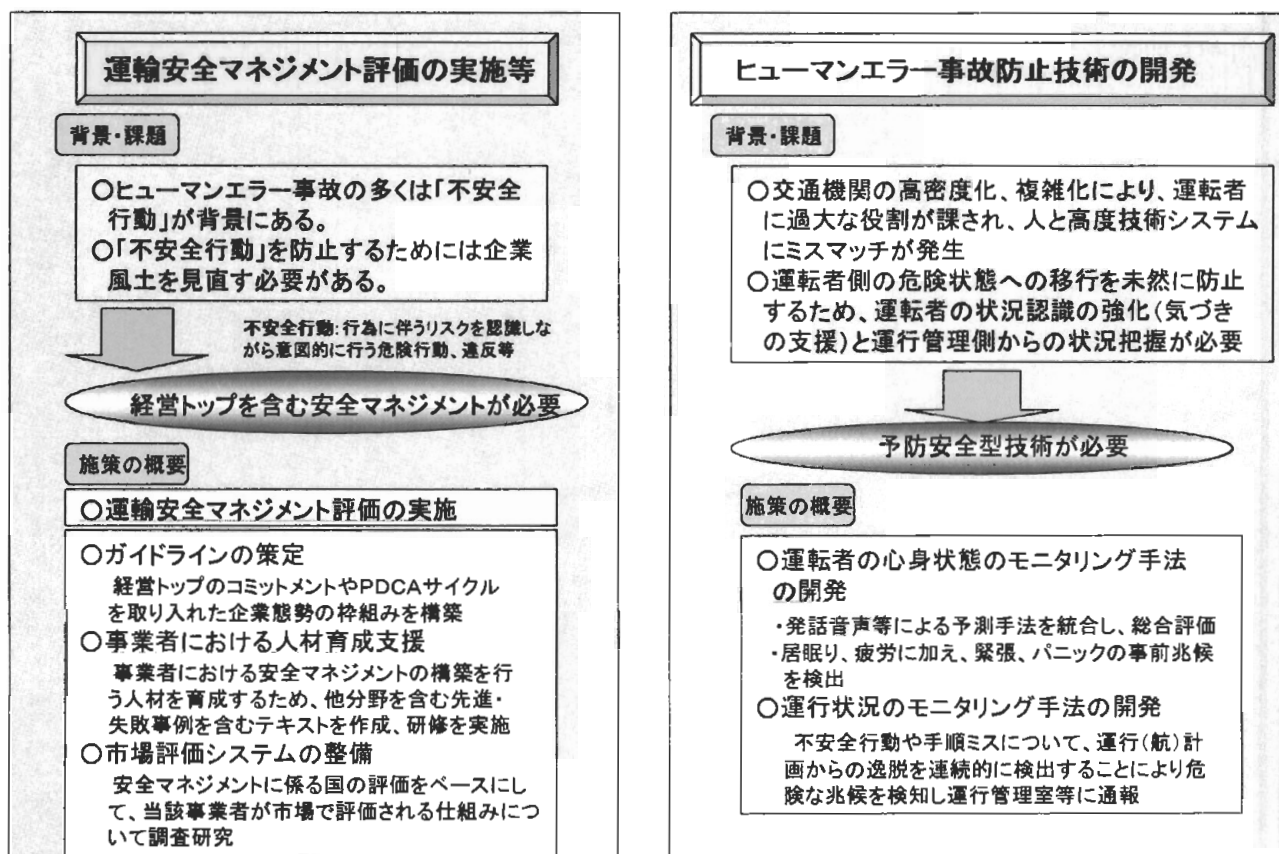 運輸安全マネジメント評価の実施等
背景・課題
○ヒューマンエラー事故の多くは「不安全
行動」が背景にある。
○「不安全行動」を防止するためには企業
風土を見直す必要がある。
不安全行動:行為に伴うリスクを認識しな
がら意図的に行う危険行動、違反等
経営トップを含む安全マネジメントが必要
施策の概要
○運輸安全マネジメント評価の実施
○ガイドラインの策定
経営トップのコミットメントやPDCAサイクル
を取り入れた企業態勢の枠組みを構築
○事業者における人材育成支援
事業者における安全マネジメントの構築を行
う人材を育成するため、他分野を含む先進・
失敗事例を含むテキストを作成、研修を実施
○市場評価システムの整備
安全マネジメントに係る国の評価をベースにし
て、当該事業者が市場で評価される仕組みにつ
いて調査研究
ヒューマンエラー事故防止技術の開発
背景・課題
○交通機関の高密度化、複雑化により、運転者
に過大な役割が課され、人と高度技術システム
にミスマッチが発生
○運転者側の危険状態への移行を未然に防止
するため、運転者の状況認識の強化(気づき
の支援)と運行管理側からの状況把握が必要
予防安全型技術が必要
施策の概要
○運転者の心身状態のモニタリング手法
の開発
・発話音声等による予測手法を統合し、総合評価
・居眠り、疲労に加え、緊張、パニックの事前兆候
を検出
○運行状況のモニタリング手法の開発
不安全行動や手順ミスについて、運行(航)計
画からの逸脱を連続的に検出することにより危
険な兆候を検知し運行管理室等に通報